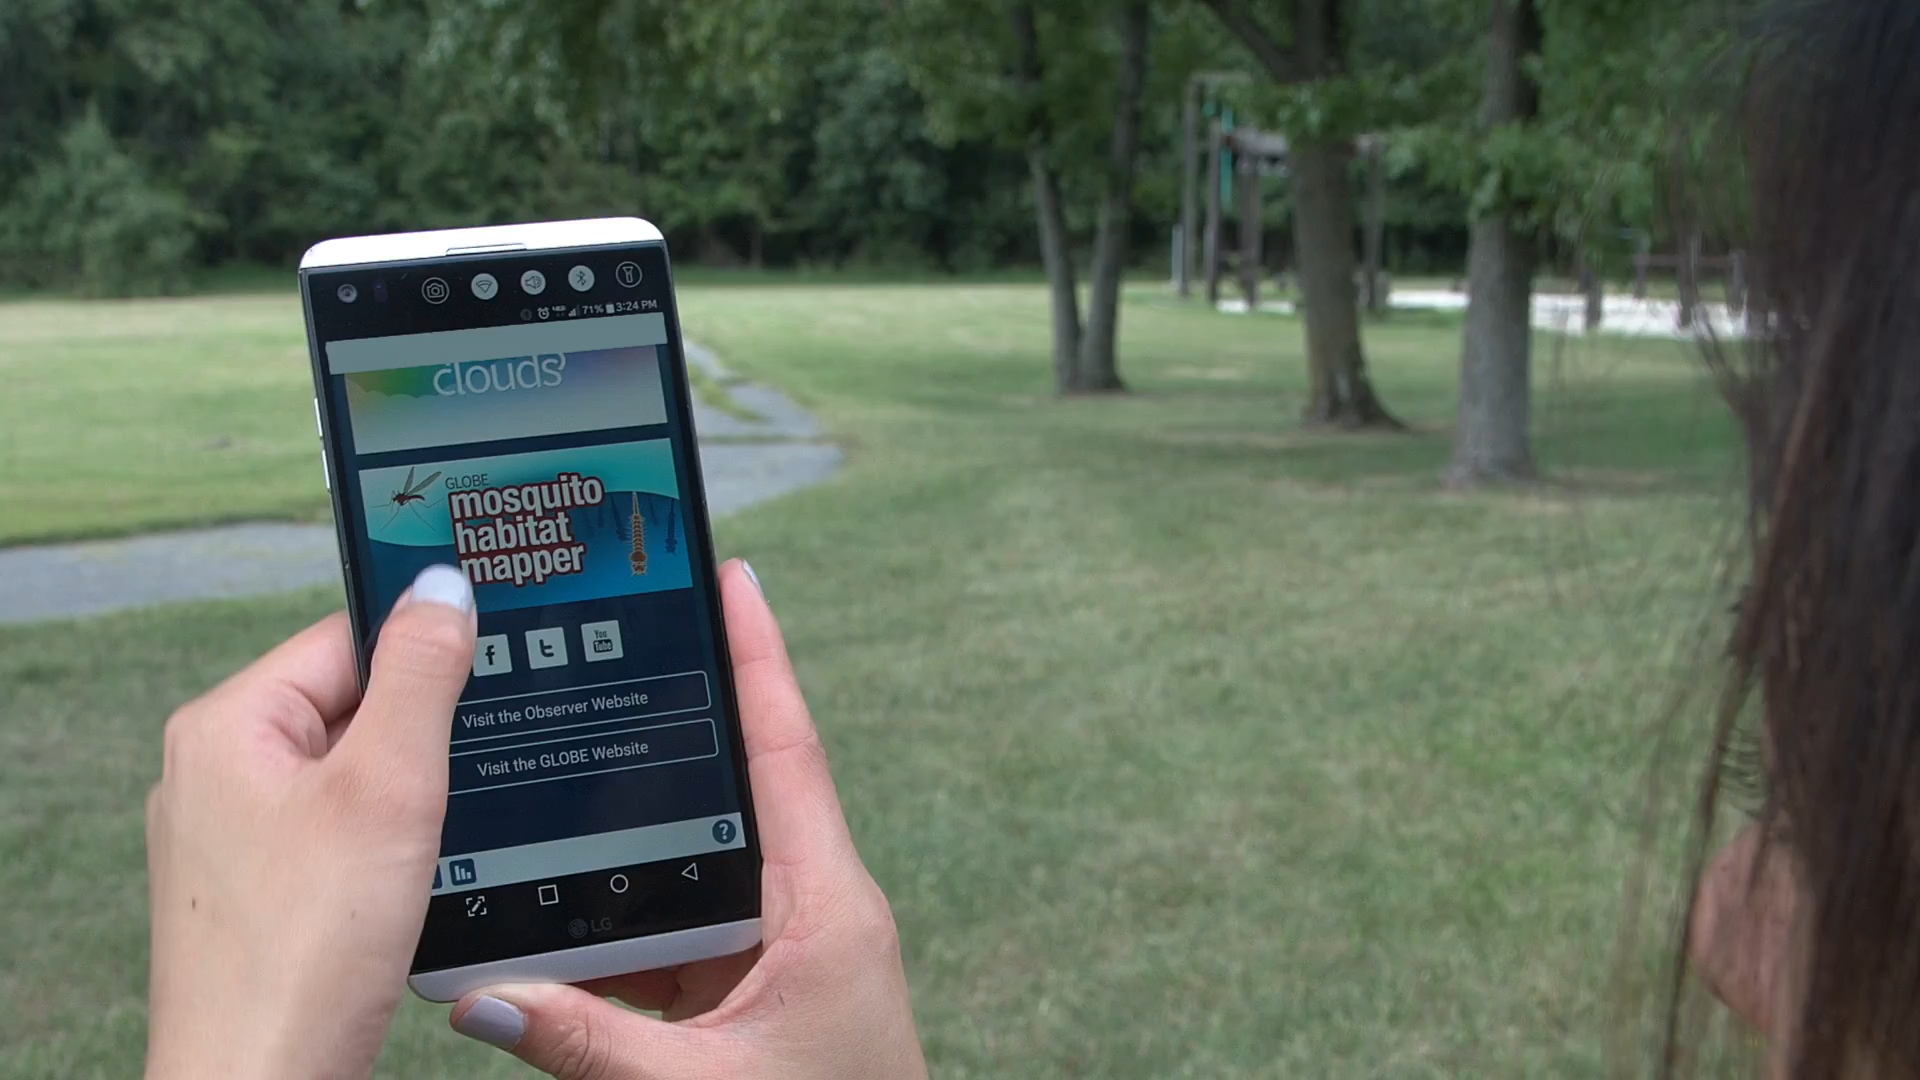 71% 3:24 PM
clouds
GLOBE
mosquito
habitat
mapper
f
t
You
Tube
Visit the Observer Website
Visit the GLOBE Website
?
LG